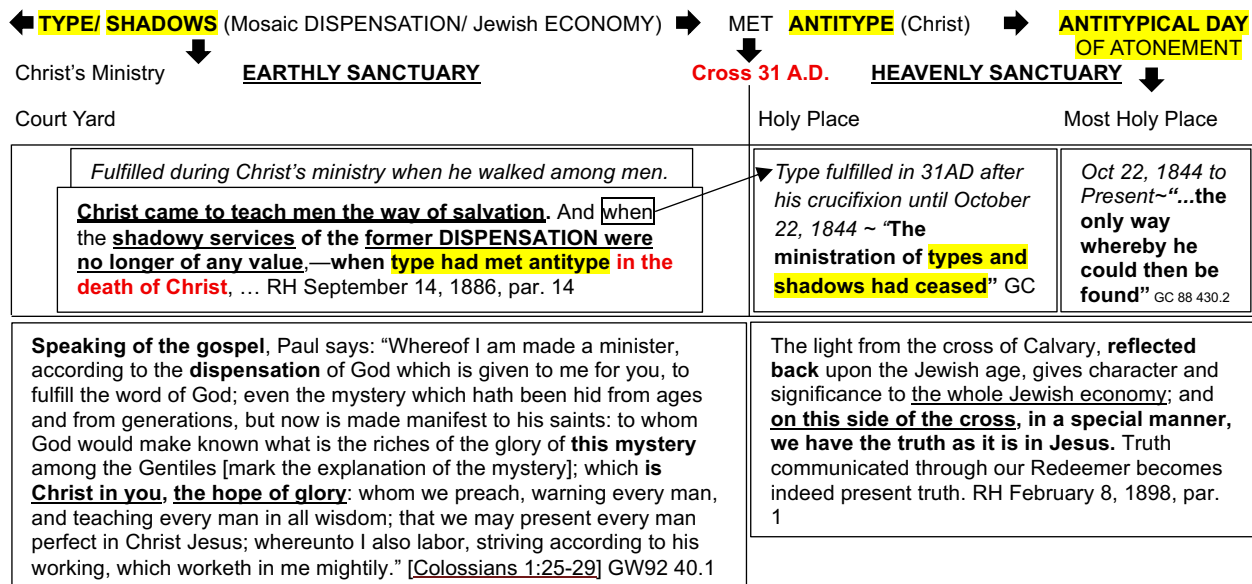 TYPE/ SHADOWS (Mosaic DISPENSATION/ Jewish ECONOMY) MET ANTITYPE (Christ) ANTITYPICAL DAY
OF ATONEMENT
Christ's Ministry EARTHLY SANCTUARY Cross 31 A.D. HEAVENLY SANCTUARY
Court Yard Holy Place Most Holy Place
Fulfilled during Christ's ministry when he walked among men.
Christ came to teach men the way of salvation. And when
the shadowy services of the former DISPENSATION were
no longer of any value,—when type had met antitype in the
death of Christ, … RH September 14, 1886, par. 14
Type fulfilled in 31AD after
his crucifixion until October
22, 1844 ~ “The
ministration of types and
shadows had ceased” GC
Oct 22, 1844 to
Present~“...the
only way
whereby he
could then be
found” GC 88 430.2
Speaking of the gospel, Paul says: “Whereof I am made a minister,
according to the dispensation of God which is given to me for you, to
fulfill the word of God; even the mystery which hath been hid from ages
and from generations, but now is made manifest to his saints: to whom
God would make known what is the riches of the glory of this mystery
among the Gentiles [mark the explanation of the mystery]; which is
Christ in you, the hope of glory: whom we preach, warning every man,
and teaching every man in all wisdom; that we may present every man
perfect in Christ Jesus; whereunto I also labor, striving according to his
working, which worketh in me mightily.” [Colossians 1:25-29] GW92 40.1
The light from the cross of Calvary, reflected
back upon the Jewish age, gives character and
significance to the whole Jewish economy; and
on this side of the cross, in a special manner,
we have the truth as it is in Jesus. Truth
communicated through our Redeemer becomes
indeed present truth. RH February 8, 1898, par.
1